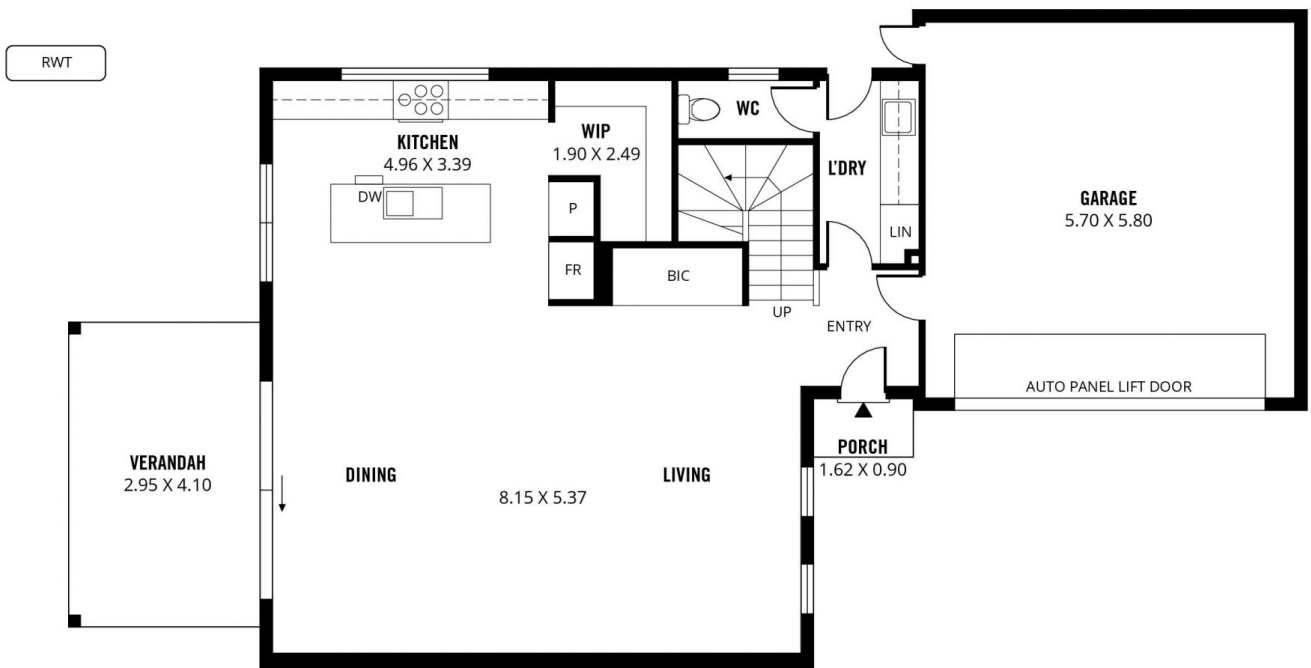 RWT
KITCHEN
4.96 X 3.39
DW
WIP
1.90 X 2.49
P
FR
BIC
WC
L'DRY
LIN
UP
ENTRY
GARAGE
5.70 X 5.80
AUTO PANEL LIFT DOOR
VERANDAH
2.95 X 4.10
DINING
LIVING
8.15 X 5.37
PORCH
1.62 X 0.90